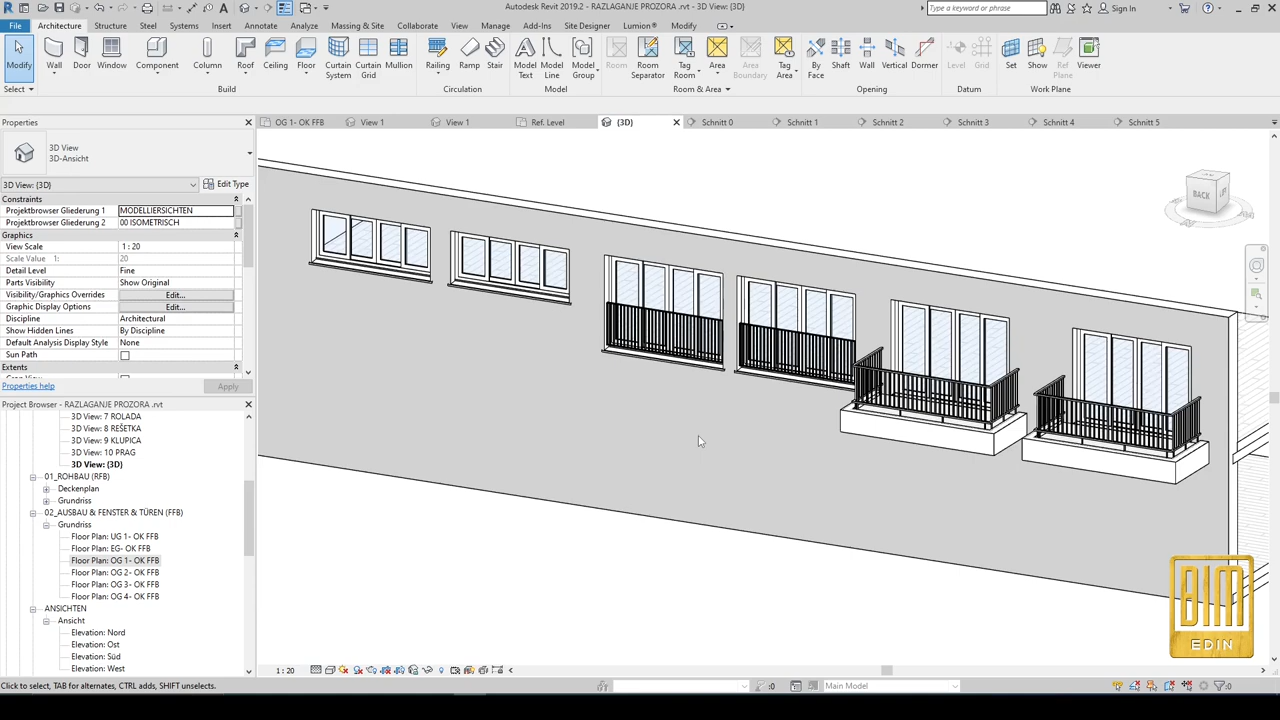 Autodesk Revit 2019.2 - RAZLAGANJE PROZORA .rvt - 3D View: {3D}
Type a keyword or phrase
Sign In
File Architecture Structure Steel Systems Insert Annotate Analyze Massing & Site Collaborate View Manage Add-Ins Site Designer Lumion® Modify
Modify Wall Door Window Component Column Roof Ceiling Floor Curtain System Curtain Grid Mullion Railing Ramp Stair Model Text Model Line Model Group Room Room Separator Tag Room Area Area Boundary Tag Area By Face Shaft Wall Vertical Dormer Level Grid Set Show Ref Plane Viewer
Select Build Circulation Model Room & Area Opening Datum Work Plane
Properties
OG 1- OK FFB View 1 View 1 Ref. Level {3D} Schnitt 0 Schnitt 1 Schnitt 2 Schnitt 3 Schnitt 4 Schnitt 5
3D View
3D-Ansicht
3D View: {3D} Edit Type
Constraints
Projektbrowser Gliederung 1 MODELLIERSICHTEN
Projektbrowser Gliederung 2 00 ISOMETRISCH
Graphics
View Scale 1 : 20
Scale Value 1: 20
Detail Level Fine
Parts Visibility Show Original
Visibility/Graphics Overrides Edit...
Graphic Display Options Edit...
Discipline Architectural
Show Hidden Lines By Discipline
Default Analysis Display Style None
Sun Path
Extents
Properties help Apply
Project Browser - RAZLAGANJE PROZORA .rvt
3D View: 7 ROLADA
3D View: 8 REŠETKA
3D View: 9 KLUPICA
3D View: 10 PRAG
3D View: {3D}
01_ROHBAU (RFB)
Deckenplan
Grundriss
02_AUSBAU & FENSTER & TÜREN (FFB)
Grundriss
Floor Plan: UG 1- OK FFB
Floor Plan: EG- OK FFB
Floor Plan: OG 1- OK FFB
Floor Plan: OG 2- OK FFB
Floor Plan: OG 3- OK FFB
Floor Plan: OG 4- OK FFB
ANSICHTEN
Ansicht
Elevation: Nord
Elevation: Ost
Elevation: Süd
Elevation: West
BACK
BIM
EDIN
1 : 20
Click to select, TAB for alternates, CTRL adds, SHIFT unselects.
:0
Main Model
:0